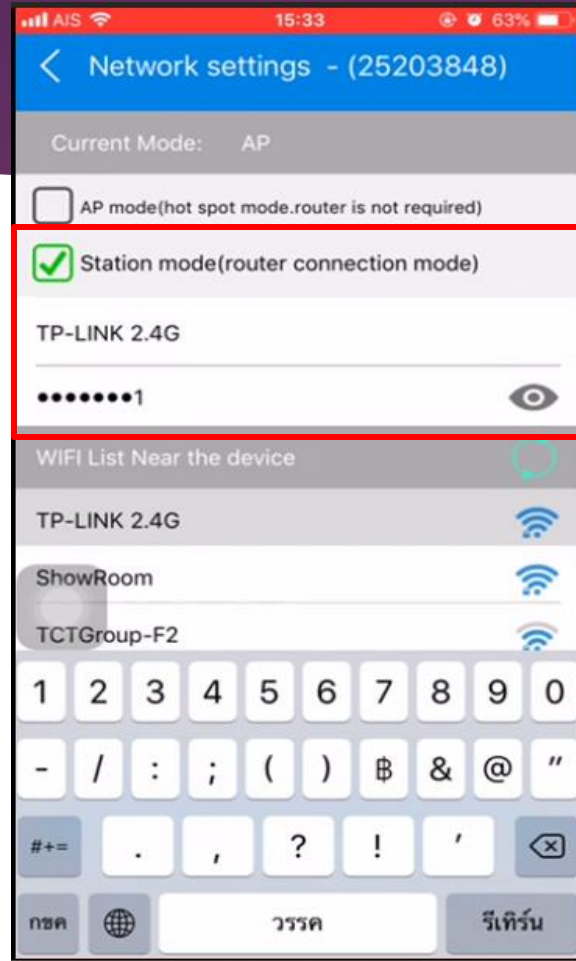 AIS 15:33 63%
Network settings - (25203848)
Current Mode: AP
AP mode(hot spot mode.router is not required)
Station mode(router connection mode)
TP-LINK 2.4G
•••••••1
WIFI List Near the device
TP-LINK 2.4G
ShowRoom
TCTGroup-F2
1 2 3 4 5 6 7 8 9 0
- / : ; ( ) ฿ & @ "
#+= . , ? ! '
กขค วรรค รีเทิร์น